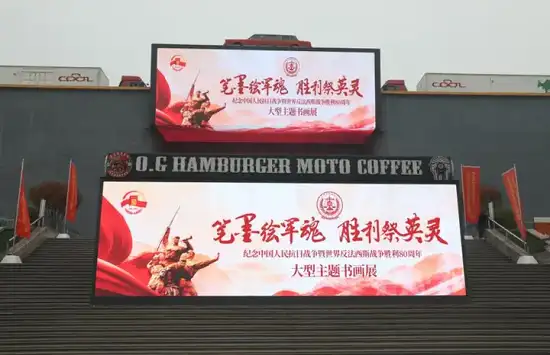 COOL
笔墨绘军魂 胜利祭英灵
纪念中国人民抗日战争暨世界反法西斯战争胜利80周年
大型主题书画展
O.G HAMBURGER MOTO COFFEE
笔墨绘军魂 胜利祭英灵
纪念中国人民抗日战争暨世界反法西斯战争胜利80周年
大型主题书画展